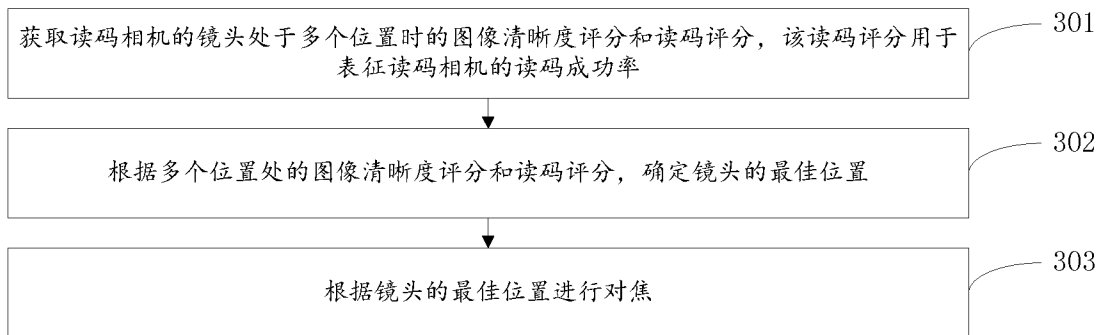 获取读码相机的镜头处于多个位置时的图像清晰度评分和读码评分，该读码评分用于
表征读码相机的读码成功率
301
根据多个位置处的图像清晰度评分和读码评分，确定镜头的最佳位置
302
根据镜头的最佳位置进行对焦
303